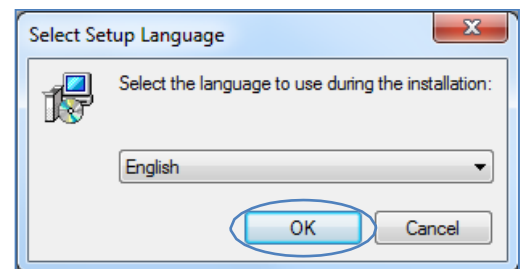 Select Setup Language
Select the language to use during the installation:
English
OK Cancel